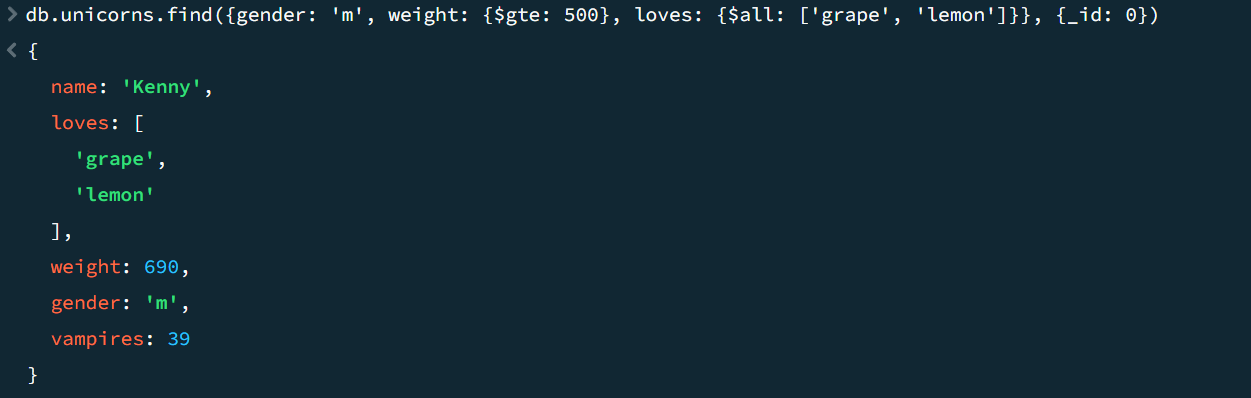 > db.unicorns.find({gender: 'm', weight: {$gte: 500}, loves: {$all: ['grape', 'lemon']}}, {_id: 0})
< {
name: 'Kenny',
loves: [
'grape',
'lemon'
],
weight: 690,
gender: 'm',
vampires: 39
}